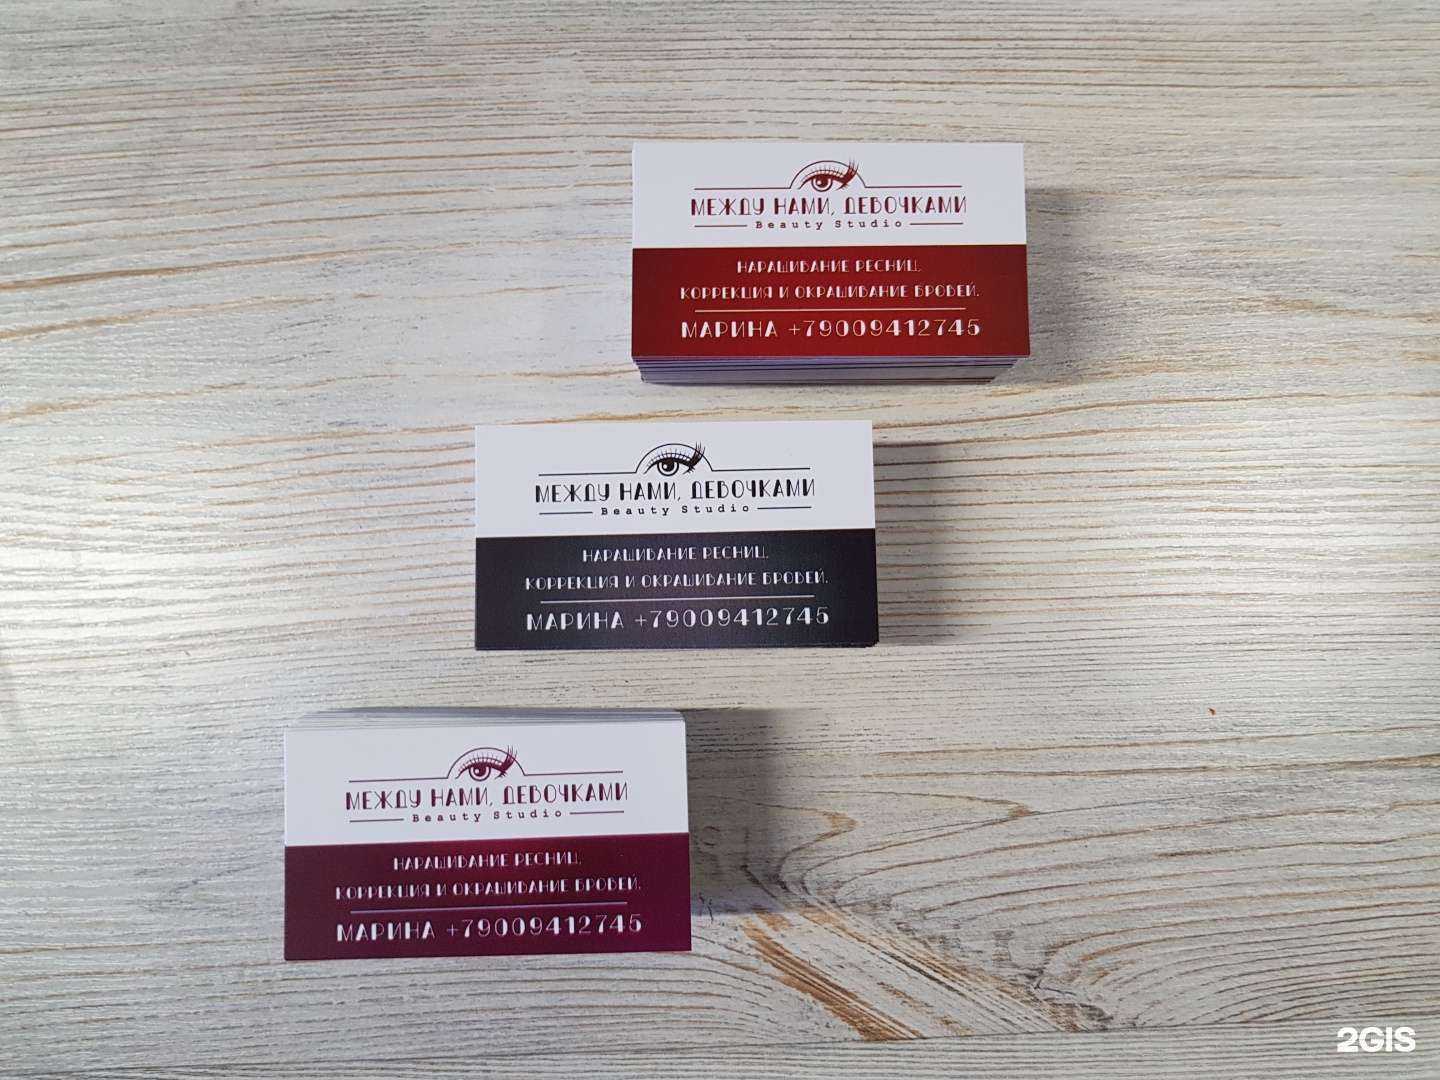 МЕЖДУ НАМИ, ДЕВОЧКАМИ
Beauty Studio
НАРАЩИВАНИЕ РЕСНИЦ,
КОРРЕКЦИЯ И ОКРАШИВАНИЕ БРОВЕЙ.
МАРИНА +79009412745
МЕЖДУ НАМИ, ДЕВОЧКАМИ
Beauty Studio
НАРАЩИВАНИЕ РЕСНИЦ,
КОРРЕКЦИЯ И ОКРАШИВАНИЕ БРОВЕЙ.
МАРИНА +79009412745
МЕЖДУ НАМИ, ДЕВОЧКАМИ
Beauty Studio
НАРАЩИВАНИЕ РЕСНИЦ,
КОРРЕКЦИЯ И ОКРАШИВАНИЕ БРОВЕЙ.
МАРИНА +79009412745
2GIS